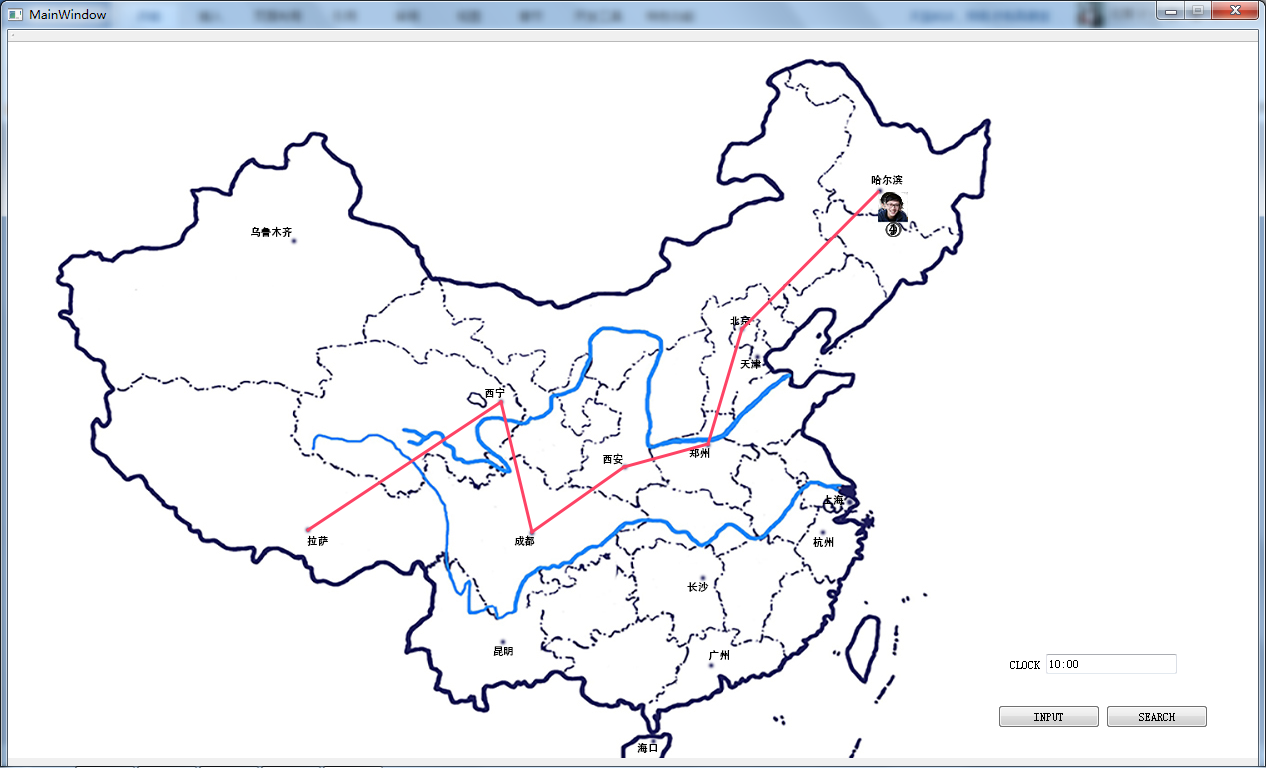 MainWindow
哈尔滨
乌鲁木齐
北京
天津
西宁
西安
郑州
上海
拉萨
成都
杭州
长沙
昆明
广州
CLOCK 10:00
INPUT SEARCH
海口